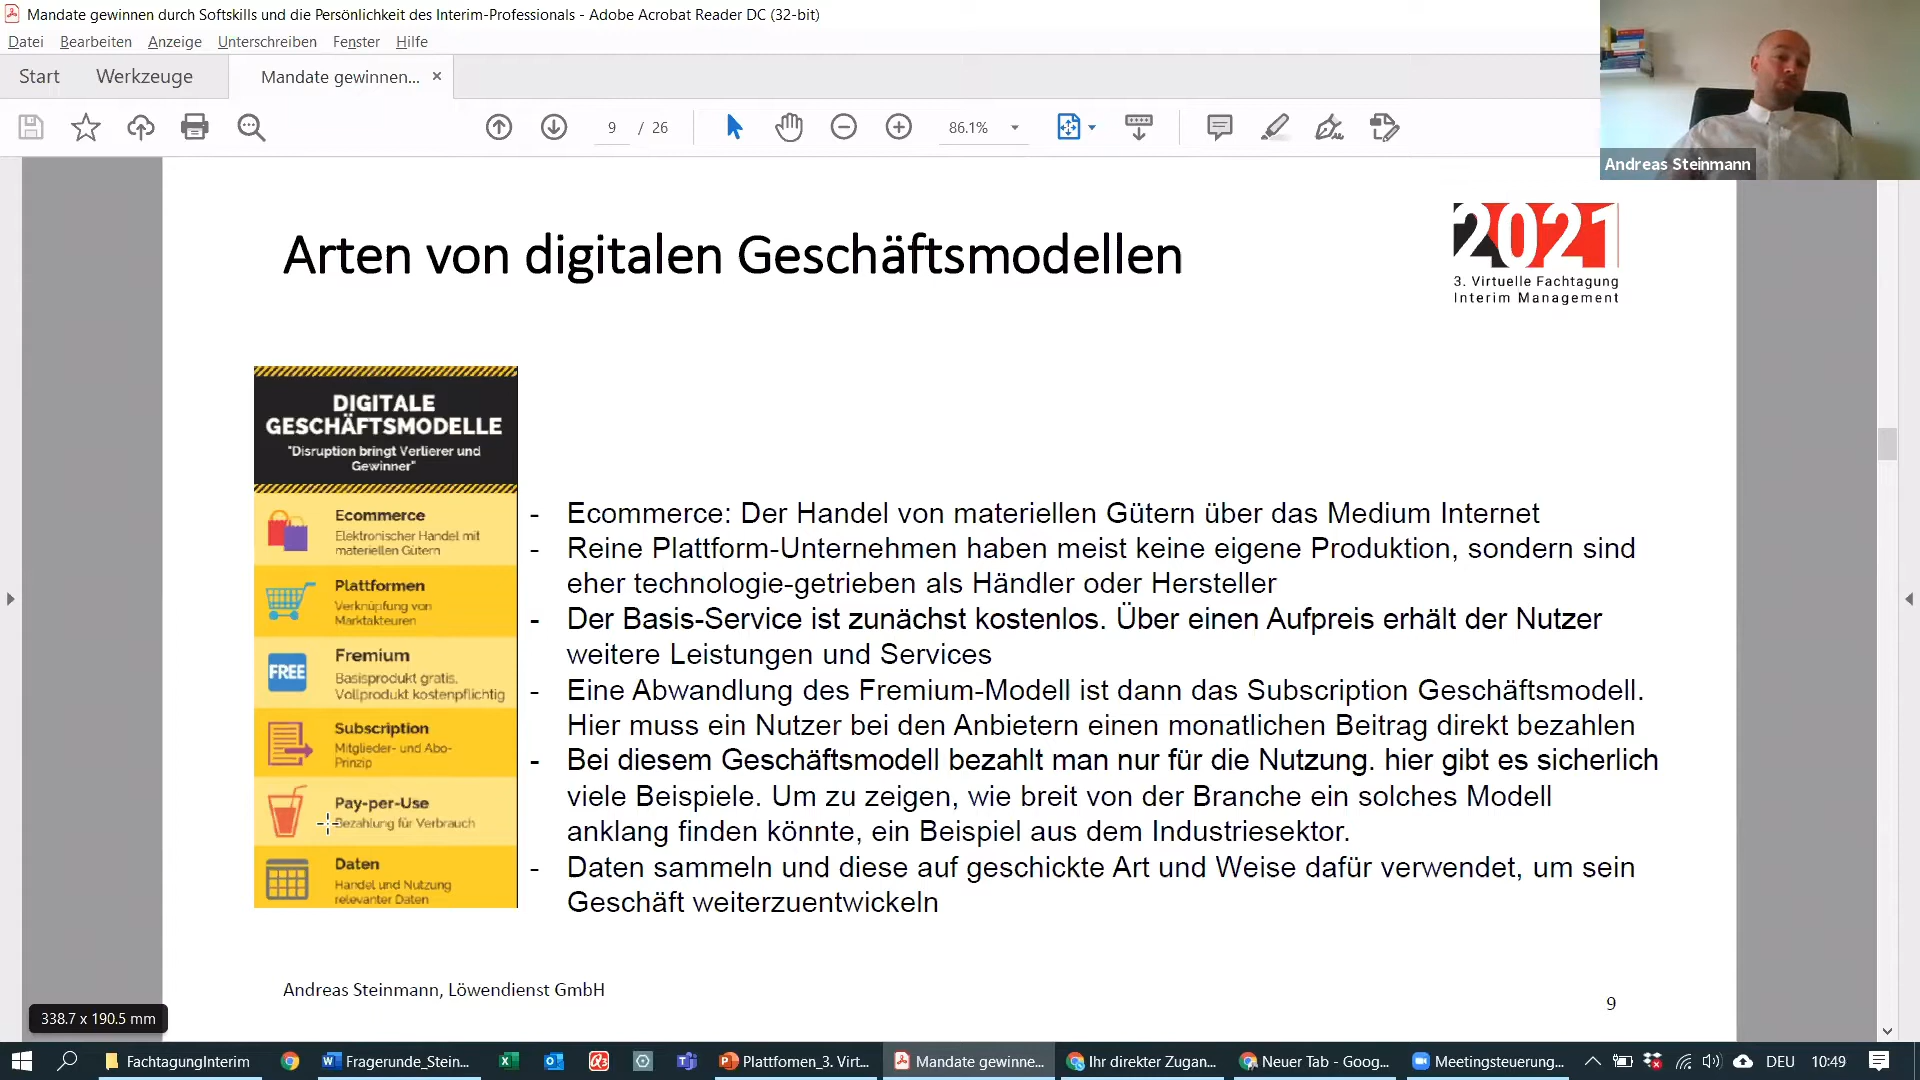 Mandate gewinnen durch Softskills und die Persönlichkeit des Interim-Professionals - Adobe Acrobat Reader DC (32-bit)
Datei Bearbeiten Anzeige Unterschreiben Fenster Hilfe
Start Werkzeuge Mandate gewinnen... ×
9 / 26 86.1%
Andreas Steinmann
Arten von digitalen Geschäftsmodellen
2021
3. Virtuelle Fachtagung
Interim Management
DIGITALE
GESCHÄFTSMODELLE
"Disruption bringt Verlierer und
Gewinner"
Ecommerce
Elektronischer Handel mit
materiellen Gütern
Plattformen
Verknüpfung von
Marktakteuren
FREE
Fremium
Basisprodukt gratis,
Vollprodukt kostenpflichtig
Subscription
Mitglieder- und Abo-
Prinzip
Pay-per-Use
Bezahlung für Verbrauch
Daten
Handel und Nutzung
relevanter Daten
- Ecommerce: Der Handel von materiellen Gütern über das Medium Internet
- Reine Plattform-Unternehmen haben meist keine eigene Produktion, sondern sind
eher technologie-getrieben als Händler oder Hersteller
- Der Basis-Service ist zunächst kostenlos. Über einen Aufpreis erhält der Nutzer
weitere Leistungen und Services
- Eine Abwandlung des Fremium-Modell ist dann das Subscription Geschäftsmodell.
Hier muss ein Nutzer bei den Anbietern einen monatlichen Beitrag direkt bezahlen
- Bei diesem Geschäftsmodell bezahlt man nur für die Nutzung. hier gibt es sicherlich
viele Beispiele. Um zu zeigen, wie breit von der Branche ein solches Modell
anklang finden könnte, ein Beispiel aus dem Industriesektor.
- Daten sammeln und diese auf geschickte Art und Weise dafür verwendet, um sein
Geschäft weiterzuentwickeln
Andreas Steinmann, Löwendienst GmbH
9
338.7 x 190.5 mm
FachtagungInterim Fragerunde_Stein... Plattfomen_3. Virt... Mandate gewinne... Ihr direkter Zugan... Neuer Tab - Goog... Meetingsteuerung... DEU 10:49